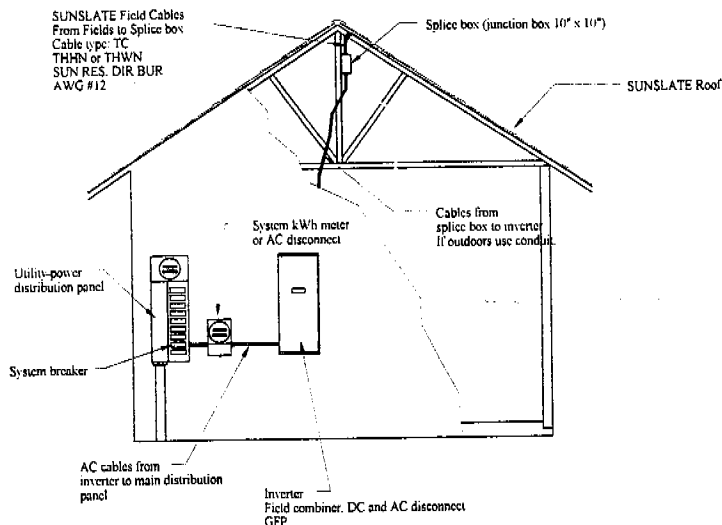 SUNSLATE Field Cables
From Fields to Splice box
Cable type: TC
THHN or THWN
SUN RES. DIR BUR
AWG #12
Splice box (junction box 10" x 10")
SUNSLATE Roof
Cables from
splice box to inverter
If outdoors use conduit.
System kWh meter
or AC disconnect
Utility-power
distribution panel
System breaker
AC cables from
inverter to main distribution
panel
Inverter
Field combiner, DC and AC disconnect
GFP